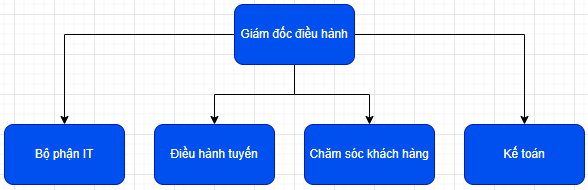 Giám đốc điều hành
Bộ phận IT
Điều hành tuyến
Chăm sóc khách hàng
Kế toán